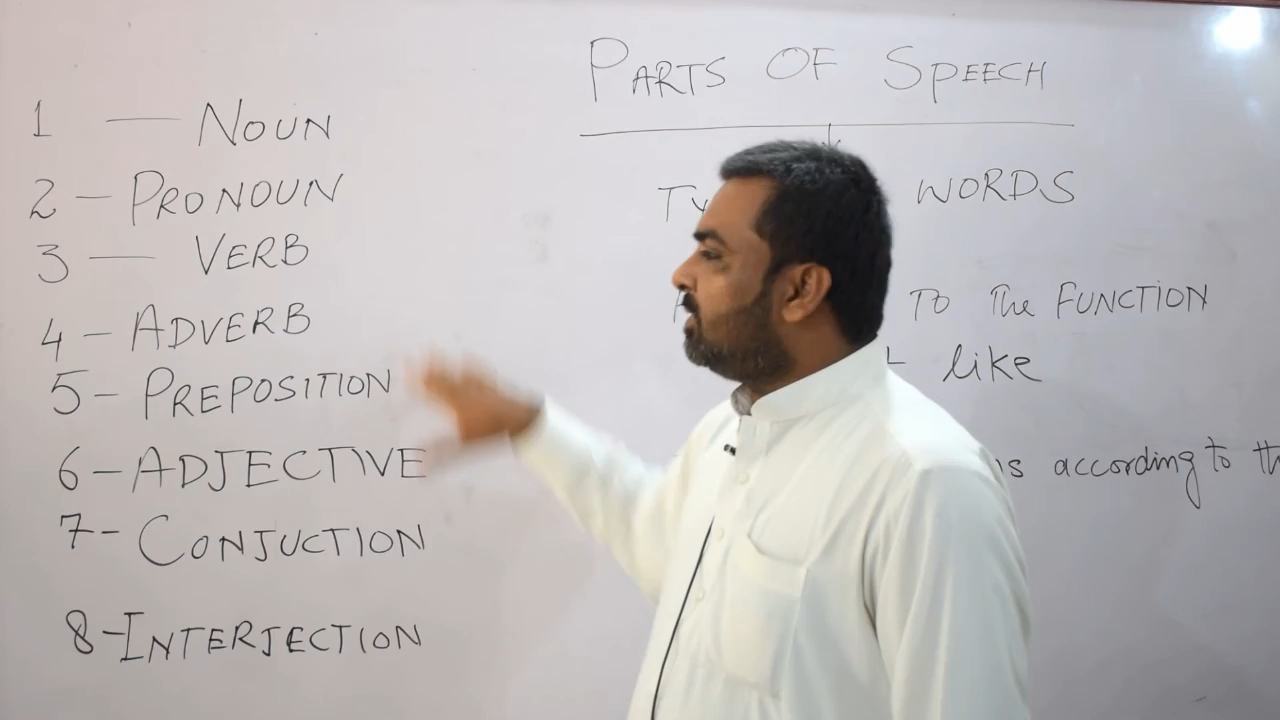 PARTS OF SPEECH
1 — NOUN
2 — PRONOUN
3 — VERB
4 — ADVERB
5 - PREPOSITION
6 - ADJECTIVE
7 - CONJUCTION
8 - INTERJECTION
WORDS
TO The FUNCTION
like
according to